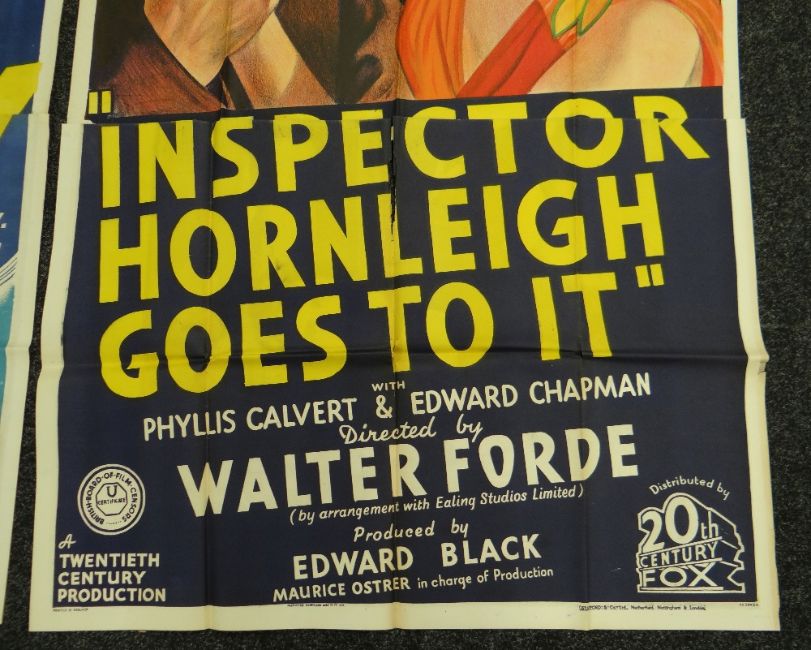 "INSPECTOR
HORNLEIGH
GOES TO IT"
WITH
PHYLLIS CALVERT & EDWARD CHAPMAN
Directed by
WALTER FORDE
(by arrangement with Ealing Studios Limited)
Produced by
EDWARD BLACK
MAURICE OSTRER in charge of Production
BRITISH·BOARD·OF·FILM·CENSORS
U
CERTIFICATE
A
TWENTIETH
CENTURY
PRODUCTION
Distributed by
20th
CENTURY
FOX